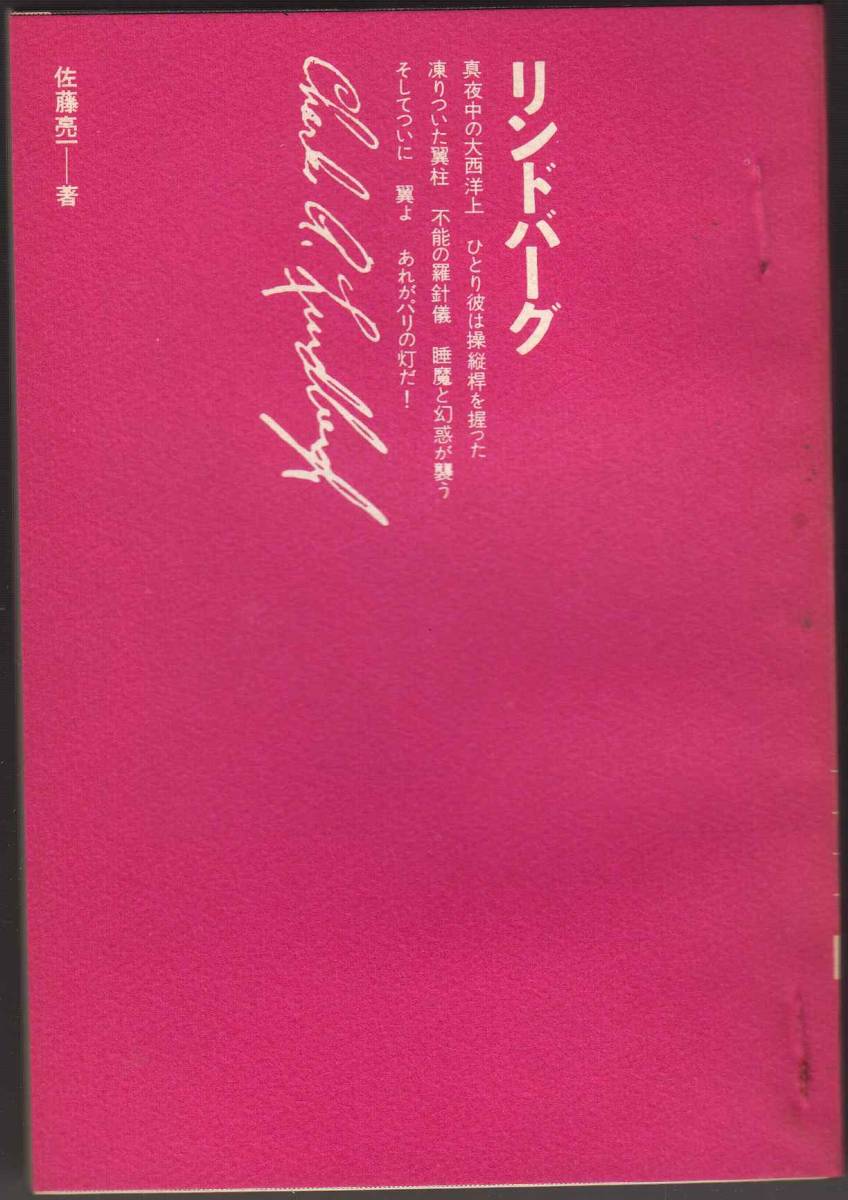 リンドバーグ
真夜中の大西洋上　ひとり彼は操縦桿を握った
凍りついた翼柱　不能の羅針儀　睡魔と幻惑が襲う
そしてついに　翼よ　あれがパリの灯だ！
Charles A. Lindbergh
佐藤亮一——著